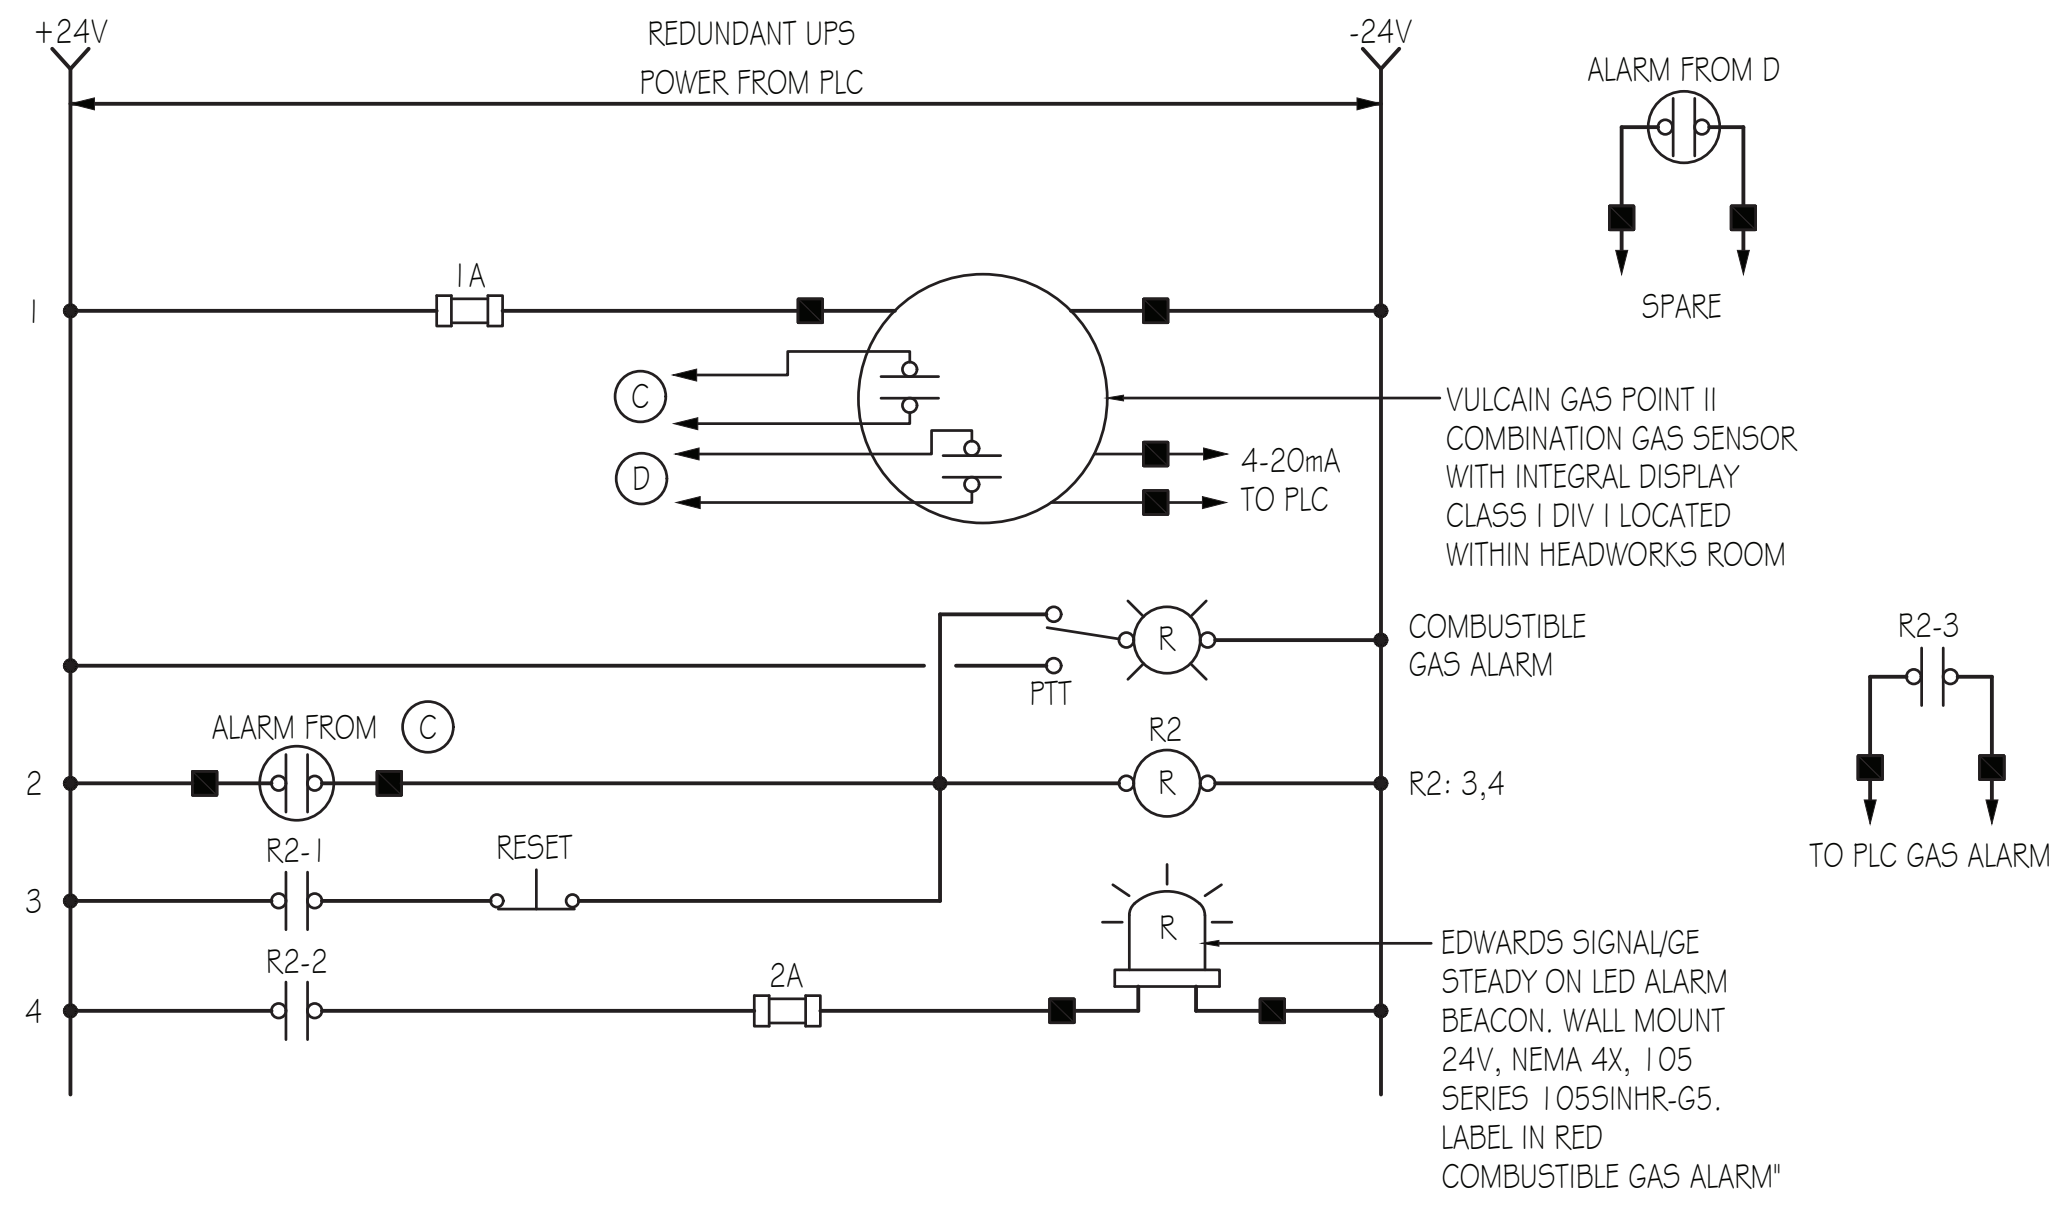 +24V
REDUNDANT UPS
POWER FROM PLC
-24V
ALARM FROM D
SPARE
1
1A
C
D
4-20mA
TO PLC
VULCAIN GAS POINT II
COMBINATION GAS SENSOR
WITH INTEGRAL DISPLAY
CLASS I DIV I LOCATED
WITHIN HEADWORKS ROOM
PTT
R
COMBUSTIBLE
GAS ALARM
R2-3
TO PLC GAS ALARM
2
ALARM FROM C
R2
R
R2: 3,4
3
R2-1
RESET
4
R2-2
2A
R
EDWARDS SIGNAL/GE
STEADY ON LED ALARM
BEACON. WALL MOUNT
24V, NEMA 4X, 105
SERIES 105SINHR-G5.
LABEL IN RED
COMBUSTIBLE GAS ALARM"